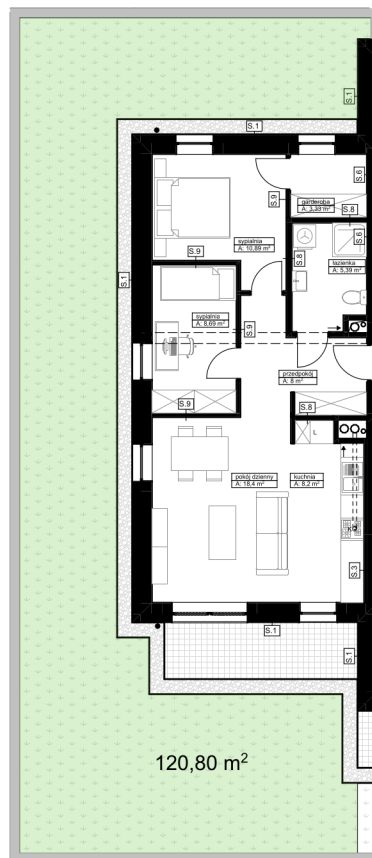 S.1
S.1
garderoba
A: 3,33 m²
S.6
S.9
S.8
S.6
sypialnia
A: 10,89 m²
S.9
S.8
łazienka
A: 5,39 m²
S.1
sypialnia
A: 8,69 m²
S.9
przedpokój
A: 8 m²
S.9
S.8
L
pokój dzienny
A: 18,4 m²
kuchnia
A: 8,2 m²
S.3
S.1
S.1
120,80 m²